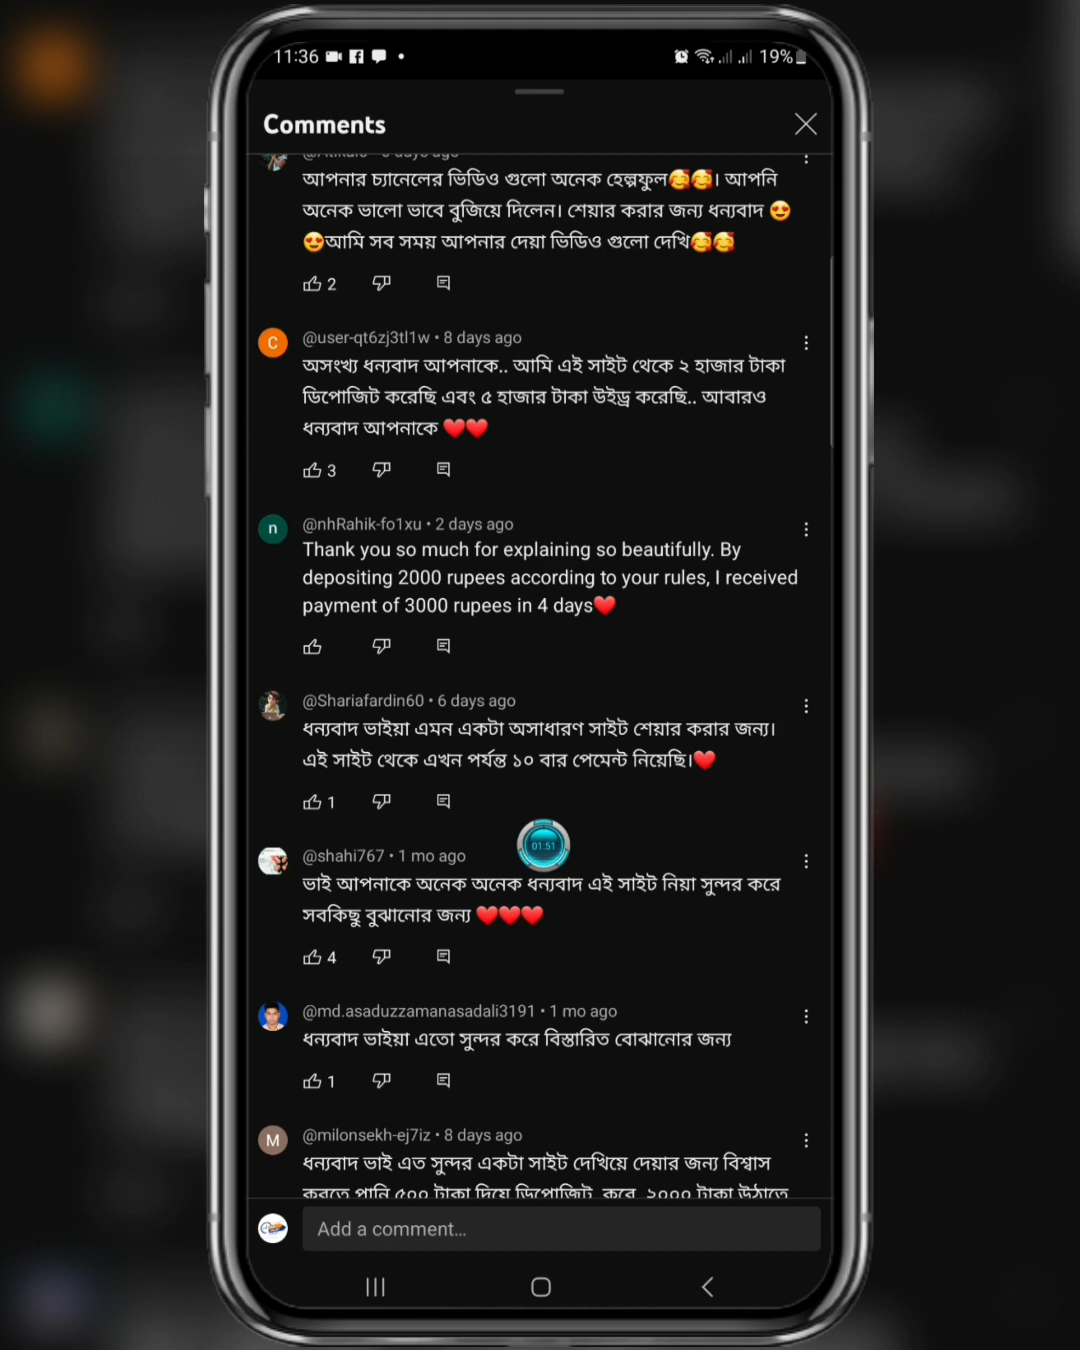 11:36
19%
Comments
আপনার চ্যানেলের ভিডিও গুলো অনেক হেল্পফুল🥰🥰। আপনি
অনেক ভালো ভাবে বুজিয়ে দিলেন। শেয়ার করার জন্য ধন্যবাদ 😍
😍আমি সব সময় আপনার দেয়া ভিডিও গুলো দেখি🥰🥰
2
C
@user-qt6zj3tl1w • 8 days ago
অসংখ্য ধন্যবাদ আপনাকে.. আমি এই সাইট থেকে ২ হাজার টাকা
ডিপোজিট করেছি এবং ৫ হাজার টাকা উইড্র করেছি.. আবারও
ধন্যবাদ আপনাকে ❤️❤️
3
n
@nhRahik-fo1xu • 2 days ago
Thank you so much for explaining so beautifully. By
depositing 2000 rupees according to your rules, I received
payment of 3000 rupees in 4 days❤️
@Shariafardin60 • 6 days ago
ধন্যবাদ ভাইয়া এমন একটা অসাধারণ সাইট শেয়ার করার জন্য।
এই সাইট থেকে এখন পর্যন্ত ১০ বার পেমেন্ট নিয়েছি।❤️
1
01:51
@shahi767 • 1 mo ago
ভাই আপনাকে অনেক অনেক ধন্যবাদ এই সাইট নিয়া সুন্দর করে
সবকিছু বুঝানোর জন্য ❤️❤️❤️
4
@md.asaduzzamanasadali3191 • 1 mo ago
ধন্যবাদ ভাইয়া এতো সুন্দর করে বিস্তারিত বোঝানোর জন্য
1
M
@milonsekh-ej7iz • 8 days ago
ধন্যবাদ ভাই এত সুন্দর একটা সাইট দেখিয়ে দেয়ার জন্য বিশ্বাস
করতে পানি ৫০০ টাকা দিয়ে ডিপোজিট করে ২০০০ টাকা উঠাতে
Add a comment...